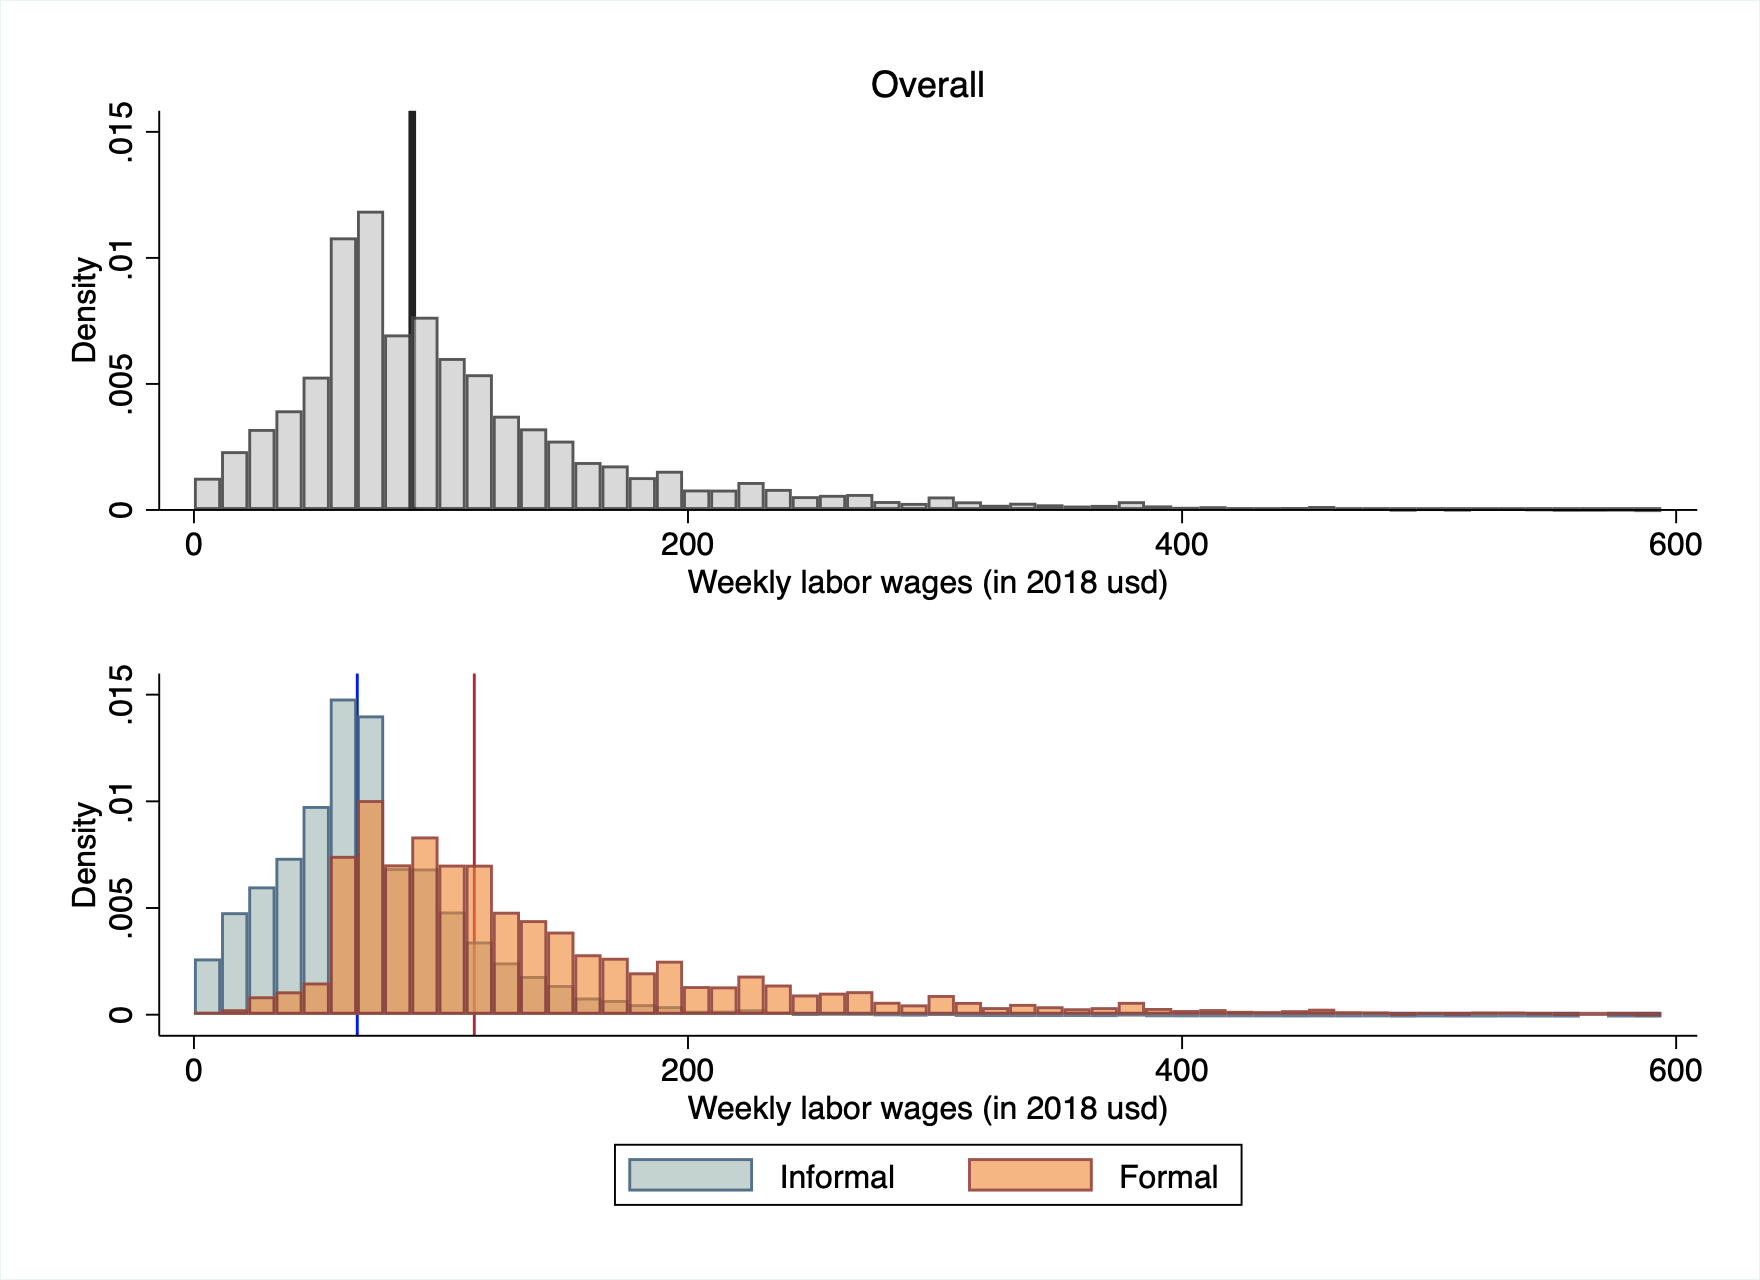 Overall
Density
.015
.01
.005
0
0 200 400 600
Weekly labor wages (in 2018 usd)
Density
.015
.01
.005
0
0 200 400 600
Weekly labor wages (in 2018 usd)
Informal Formal